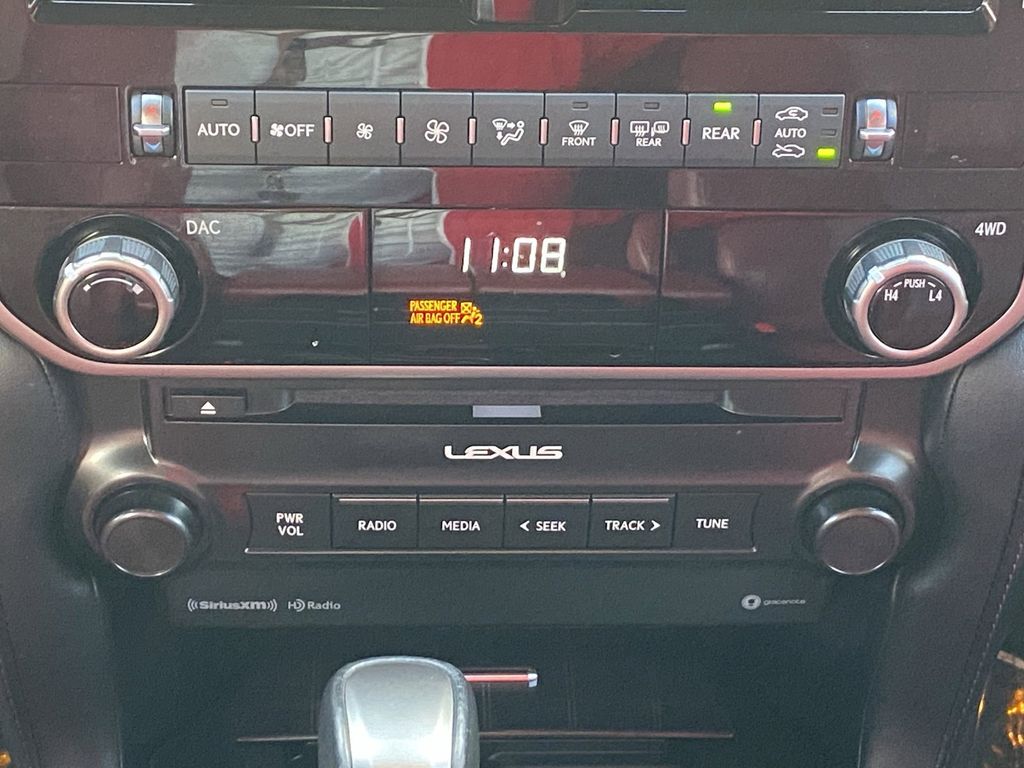 AUTO
OFF
FRONT
REAR
REAR
AUTO
DAC
11:08
4WD
PASSENGER
AIR BAG OFF 2
PUSH
H4 L4
LEXUS
PWR
VOL
RADIO
MEDIA
< SEEK
TRACK >
TUNE
((SiriusXM))
HD Radio
gracenote